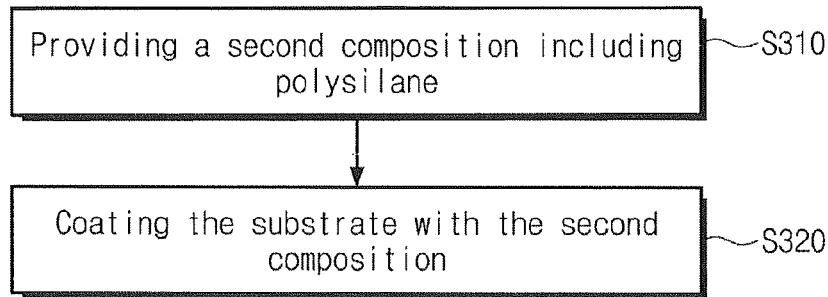 Providing a second composition including
polysilane
S310
Coating the substrate with the second
composition
S320